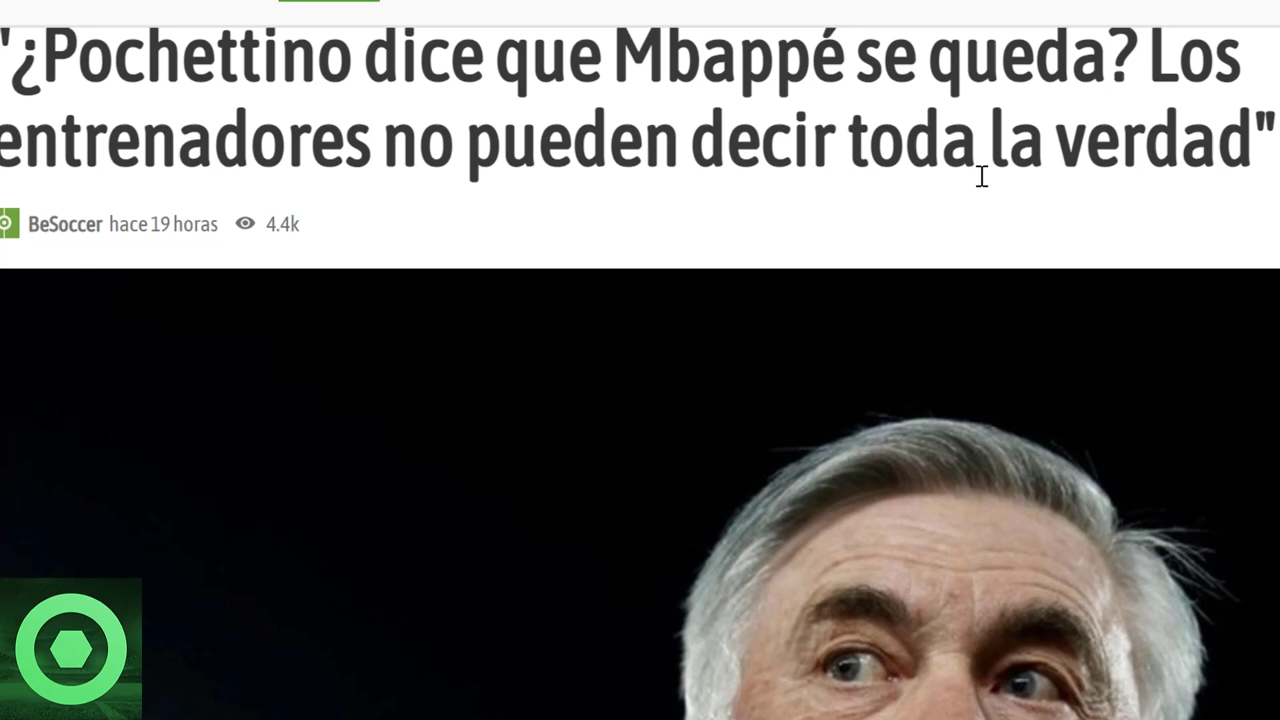 "¿Pochettino dice que Mbappé se queda? Los
entrenadores no pueden decir toda la verdad"
BeSoccer hace 19 horas 4.4k